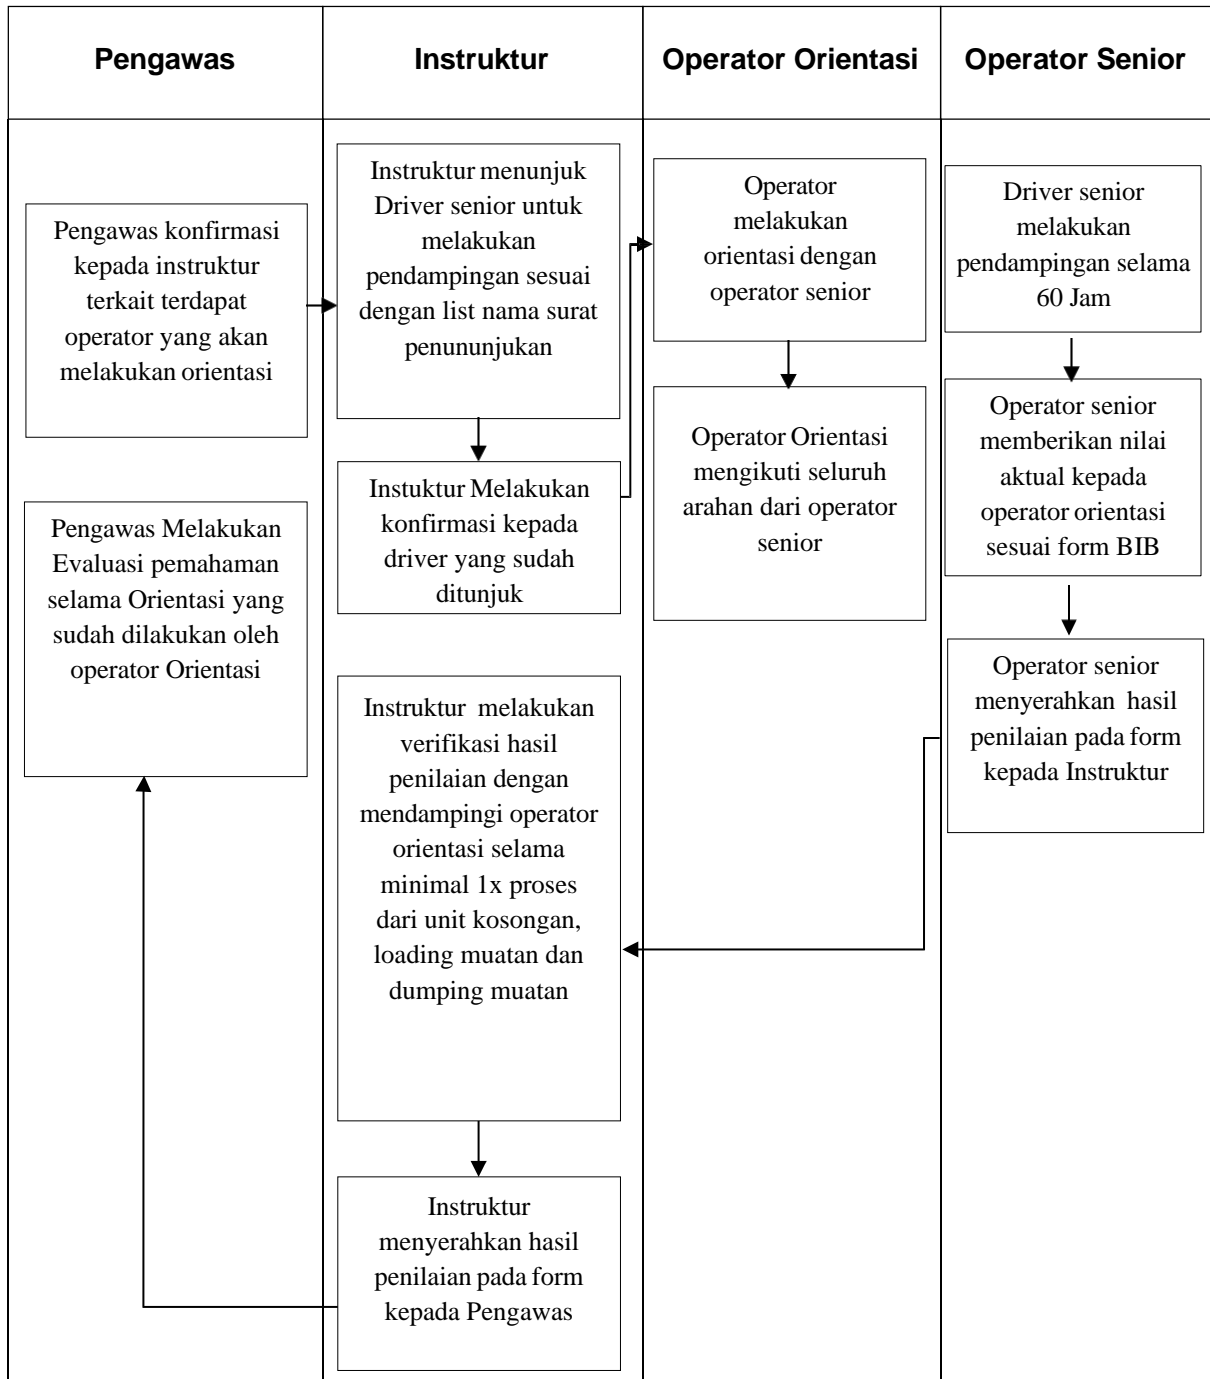 Pengawas
Instruktur
Operator Orientasi
Operator Senior
Pengawas konfirmasi
kepada instruktur
terkait terdapat
operator yang akan
melakukan orientasi
Pengawas Melakukan
Evaluasi pemahaman
selama Orientasi yang
sudah dilakukan oleh
operator Orientasi
Instruktur menunjuk
Driver senior untuk
melakukan
pendampingan sesuai
dengan list nama surat
penununjukan
Instuktur Melakukan
konfirmasi kepada
driver yang sudah
ditunjuk
Instruktur melakukan
verifikasi hasil
penilaian dengan
mendampingi operator
orientasi selama
minimal 1x proses
dari unit kosongan,
loading muatan dan
dumping muatan
Instruktur
menyerahkan hasil
penilaian pada form
kepada Pengawas
Operator
melakukan
orientasi dengan
operator senior
Operator Orientasi
mengikuti seluruh
arahan dari operator
senior
Driver senior
melakukan
pendampingan selama
60 Jam
Operator senior
memberikan nilai
aktual kepada
operator orientasi
sesuai form BIB
Operator senior
menyerahkan hasil
penilaian pada form
kepada Instruktur